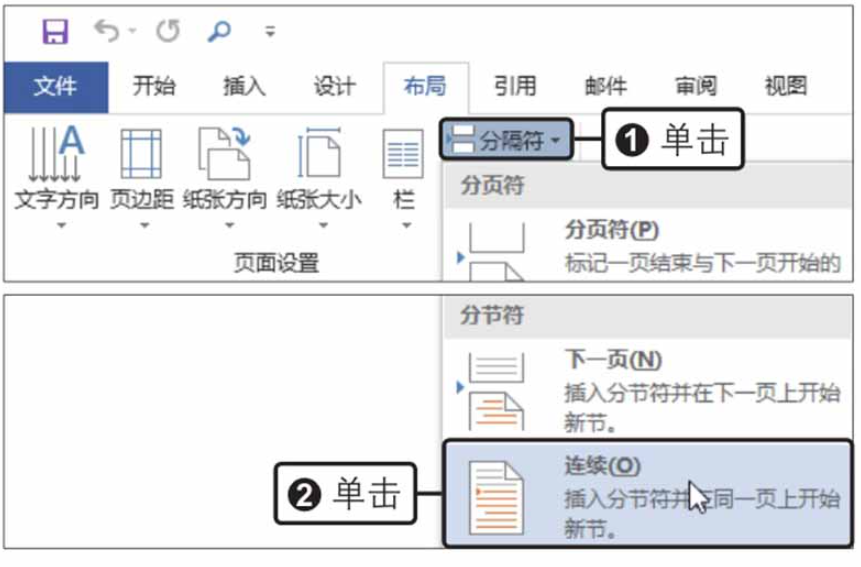 文件 开始 插入 设计 布局 引用 邮件 审阅 视图
分隔符 ❶ 单击
文字方向 页边距 纸张方向 纸张大小 栏
页面设置
分页符
分页符(P)
标记一页结束与下一页开始的
分节符
下一页(N)
插入分节符并在下一页上开始
新节。
❷ 单击
连续(O)
插入分节符并在同一页上开始
新节。